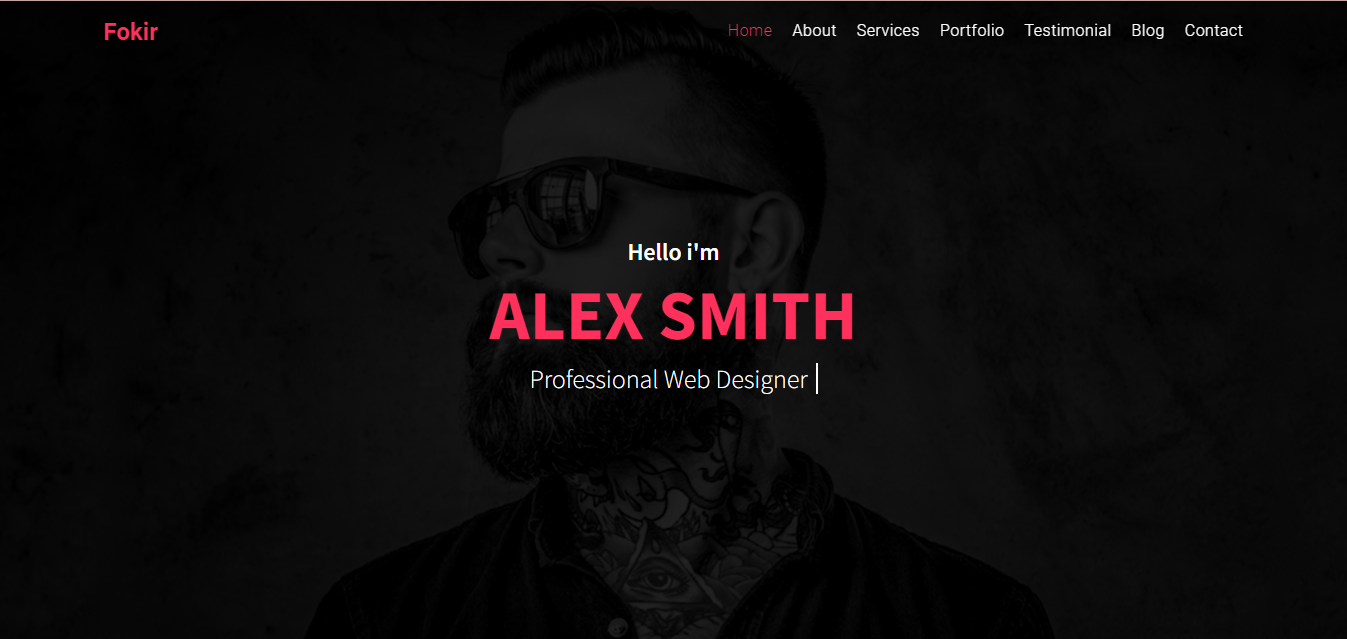 Fokir
Home About Services Portfolio Testimonial Blog Contact
Hello i'm
ALEX SMITH
Professional Web Designer